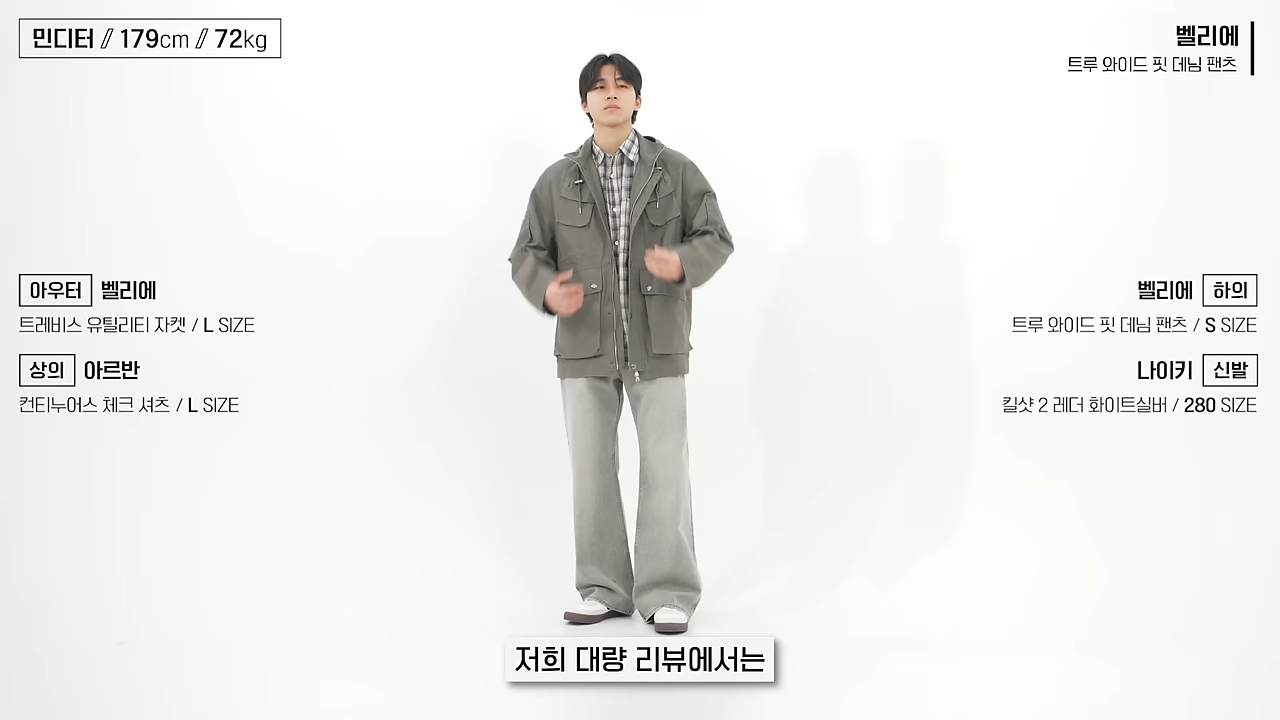 민디터 // 179cm // 72kg
벨리에
트루 와이드 핏 데님 팬츠
아우터 벨리에
트레비스 유틸리티 자켓 / L SIZE
상의 아르반
컨티누어스 체크 셔츠 / L SIZE
벨리에 하의
트루 와이드 핏 데님 팬츠 / S SIZE
나이키 신발
킬샷 2 레더 화이트실버 / 280 SIZE
저희 대량 리뷰에서는